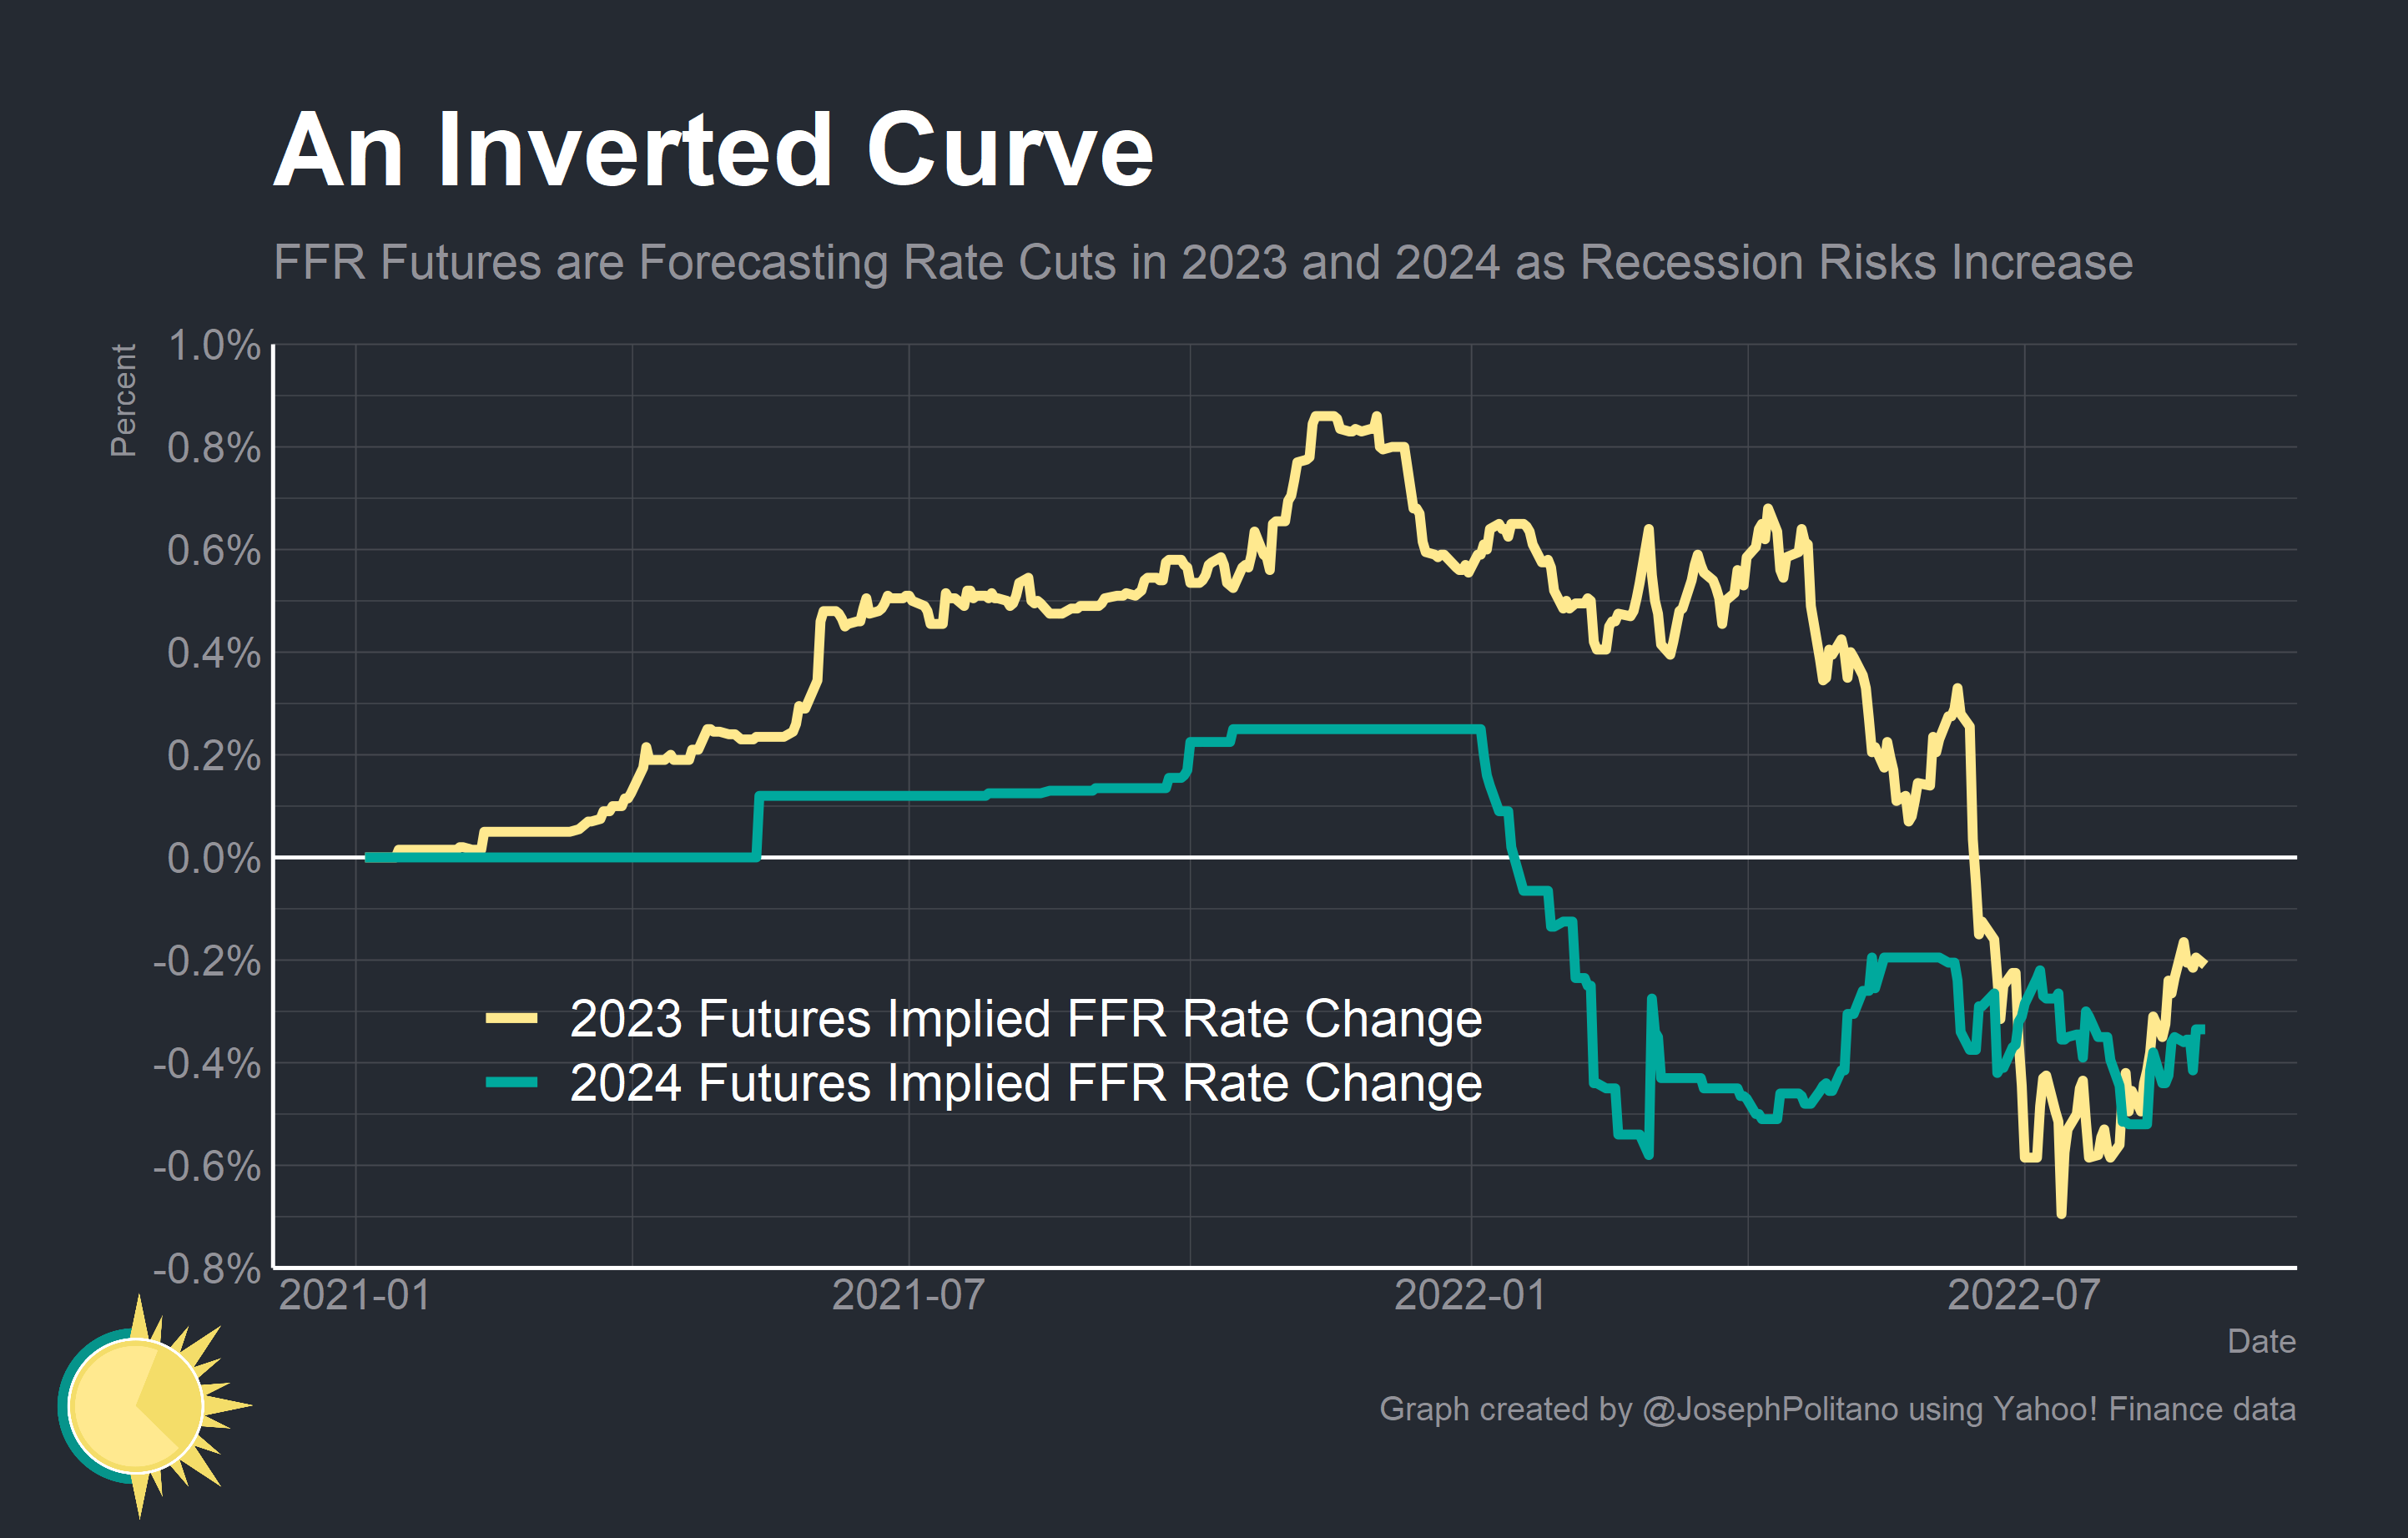 An Inverted Curve
FFR Futures are Forecasting Rate Cuts in 2023 and 2024 as Recession Risks Increase
Percent
1.0%
0.8%
0.6%
0.4%
0.2%
0.0%
-0.2%
-0.4%
-0.6%
-0.8%
2023 Futures Implied FFR Rate Change
2024 Futures Implied FFR Rate Change
2021-01
2021-07
2022-01
2022-07
Date
Graph created by @JosephPolitano using Yahoo! Finance data